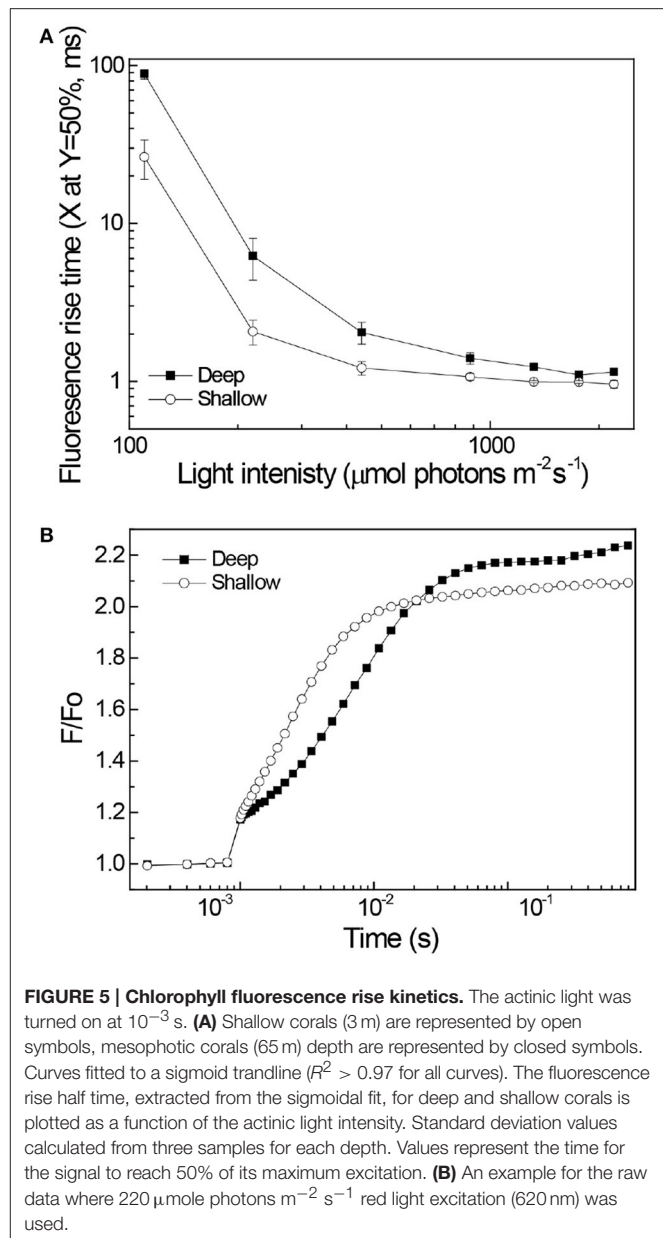 A
Fluoresence rise time (X at Y=50%, ms)
100
10
1
Deep
Shallow
100
1000
Light intenisty (μmol photons m⁻²s⁻¹)
B
F/Fo
2.2
2.0
1.8
1.6
1.4
1.2
1.0
Deep
Shallow
10⁻³
10⁻²
10⁻¹
Time (s)
FIGURE 5 | Chlorophyll fluorescence rise kinetics. The actinic light was
turned on at 10⁻³ s. (A) Shallow corals (3 m) are represented by open
symbols, mesophotic corals (65 m) depth are represented by closed symbols.
Curves fitted to a sigmoid trandline (R² > 0.97 for all curves). The fluorescence
rise half time, extracted from the sigmoidal fit, for deep and shallow corals is
plotted as a function of the actinic light intensity. Standard deviation values
calculated from three samples for each depth. Values represent the time for
the signal to reach 50% of its maximum excitation. (B) An example for the raw
data where 220 μmole photons m⁻² s⁻¹ red light excitation (620 nm) was
used.